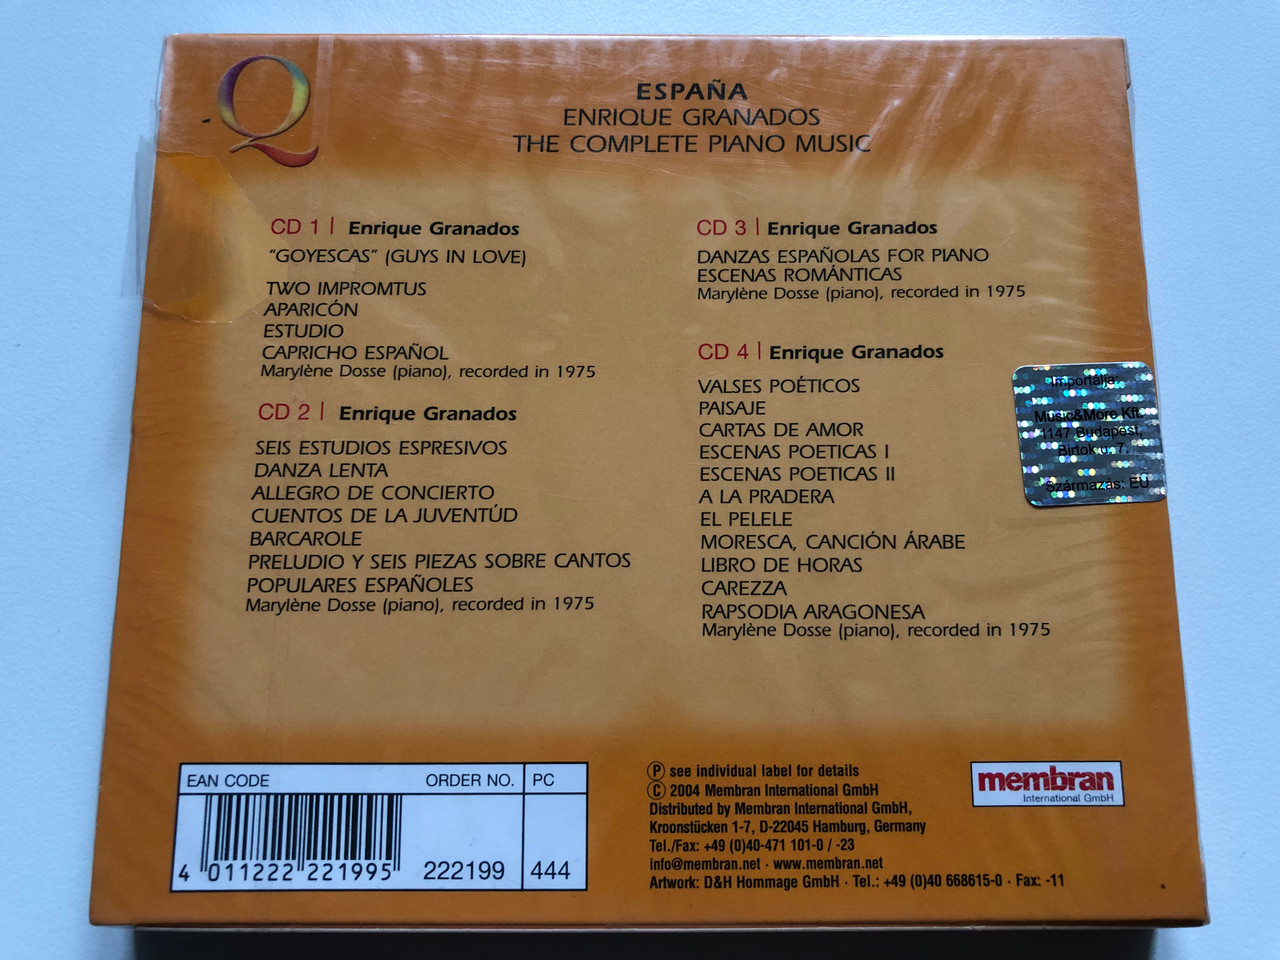 Q
ESPAÑA
ENRIQUE GRANADOS
THE COMPLETE PIANO MUSIC
CD 1 | Enrique Granados
"GOYESCAS" (GUYS IN LOVE)
TWO IMPROMTUS
APARICÓN
ESTUDIO
CAPRICHO ESPAÑOL
Marylène Dosse (piano), recorded in 1975
CD 2 | Enrique Granados
SEIS ESTUDIOS ESPRESIVOS
DANZA LENTA
ALLEGRO DE CONCIERTO
CUENTOS DE LA JUVENTÚD
BARCAROLE
PRELUDIO Y SEIS PIEZAS SOBRE CANTOS
POPULARES ESPAÑOLES
Marylène Dosse (piano), recorded in 1975
CD 3 | Enrique Granados
DANZAS ESPAÑOLAS FOR PIANO
ESCENAS ROMÁNTICAS
Marylène Dosse (piano), recorded in 1975
CD 4 | Enrique Granados
VALSES POÉTICOS
PAISAJE
CARTAS DE AMOR
ESCENAS POETICAS I
ESCENAS POETICAS II
A LA PRADERA
EL PELELE
MORESCA, CANCIÓN ÁRABE
LIBRO DE HORAS
CAREZZA
RAPSODIA ARAGONESA
Marylène Dosse (piano), recorded in 1975
Importálja:
Music&More Kft.
1147 Budapest,
Birtok u. 7.
Származás: EU
EAN CODE ORDER NO. PC
4 011222 221995 222199 444
Ⓟ see individual label for details
© 2004 Membran International GmbH
Distributed by Membran International GmbH,
Kroonstücken 1-7, D-22045 Hamburg, Germany
Tel./Fax: +49 (0)40-471 101-0 / -23
info@membran.net · www.membran.net
Artwork: D&H Hommage GmbH · Tel.: +49 (0)40 668615-0 · Fax: -11
membran
International GmbH